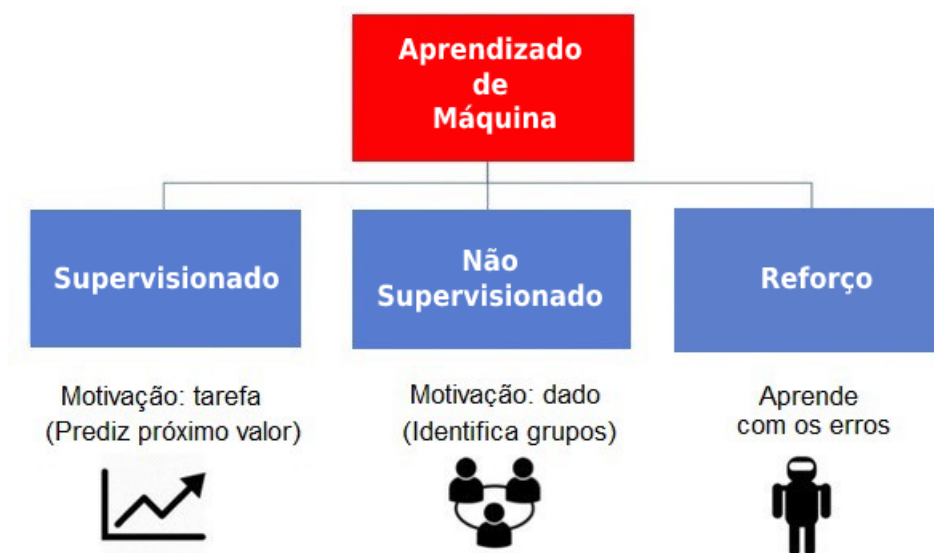 Aprendizado
de
Máquina
Supervisionado
Não
Supervisionado
Reforço
Motivação: tarefa
(Prediz próximo valor)
Motivação: dado
(Identifica grupos)
Aprende
com os erros